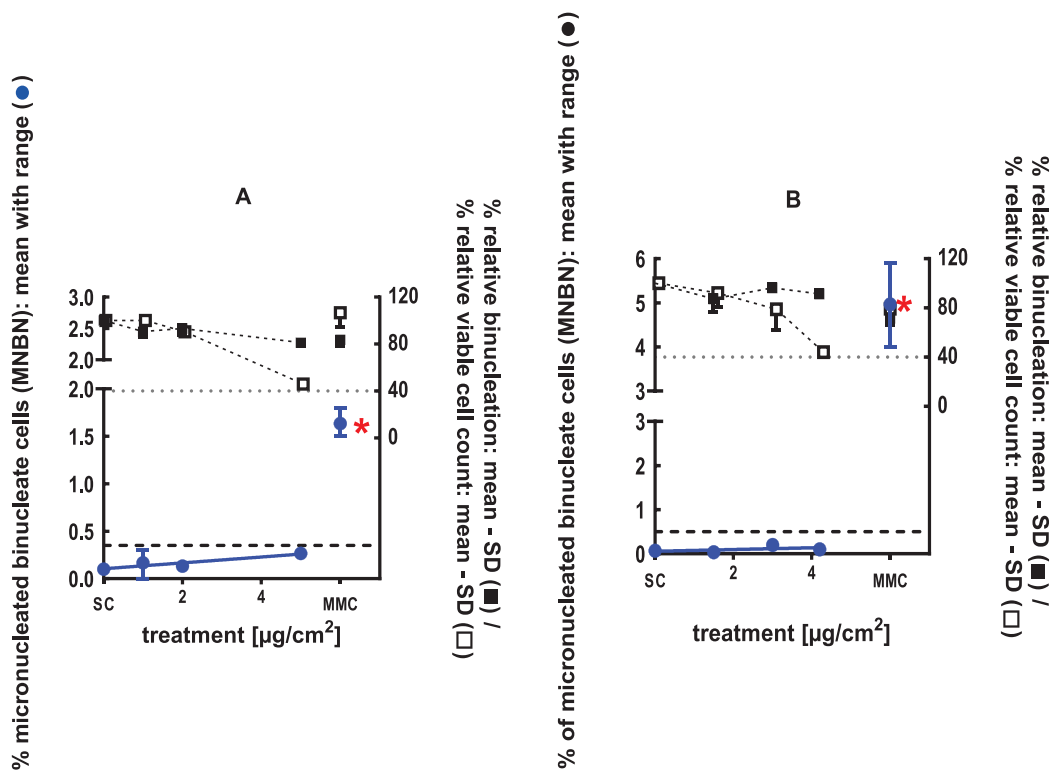 % micronucleated binucleate cells (MNBN): mean with range (●)
A
3.0
2.5
2.0
2.0
1.5
1.0
0.5
0.0
120
80
40
0
*
SC
2
4
MMC
treatment [µg/cm²]
% relative binucleation: mean - SD (■) /
% relative viable cell count: mean - SD (□)
% of micronucleated binucleate cells (MNBN): mean with range (●)
B
6
5
4
3
3
2
1
0
120
80
40
0
*
SC
2
4
MMC
treatment [µg/cm²]
% relative binucleation: mean - SD (■) /
% relative viable cell count: mean - SD (□)